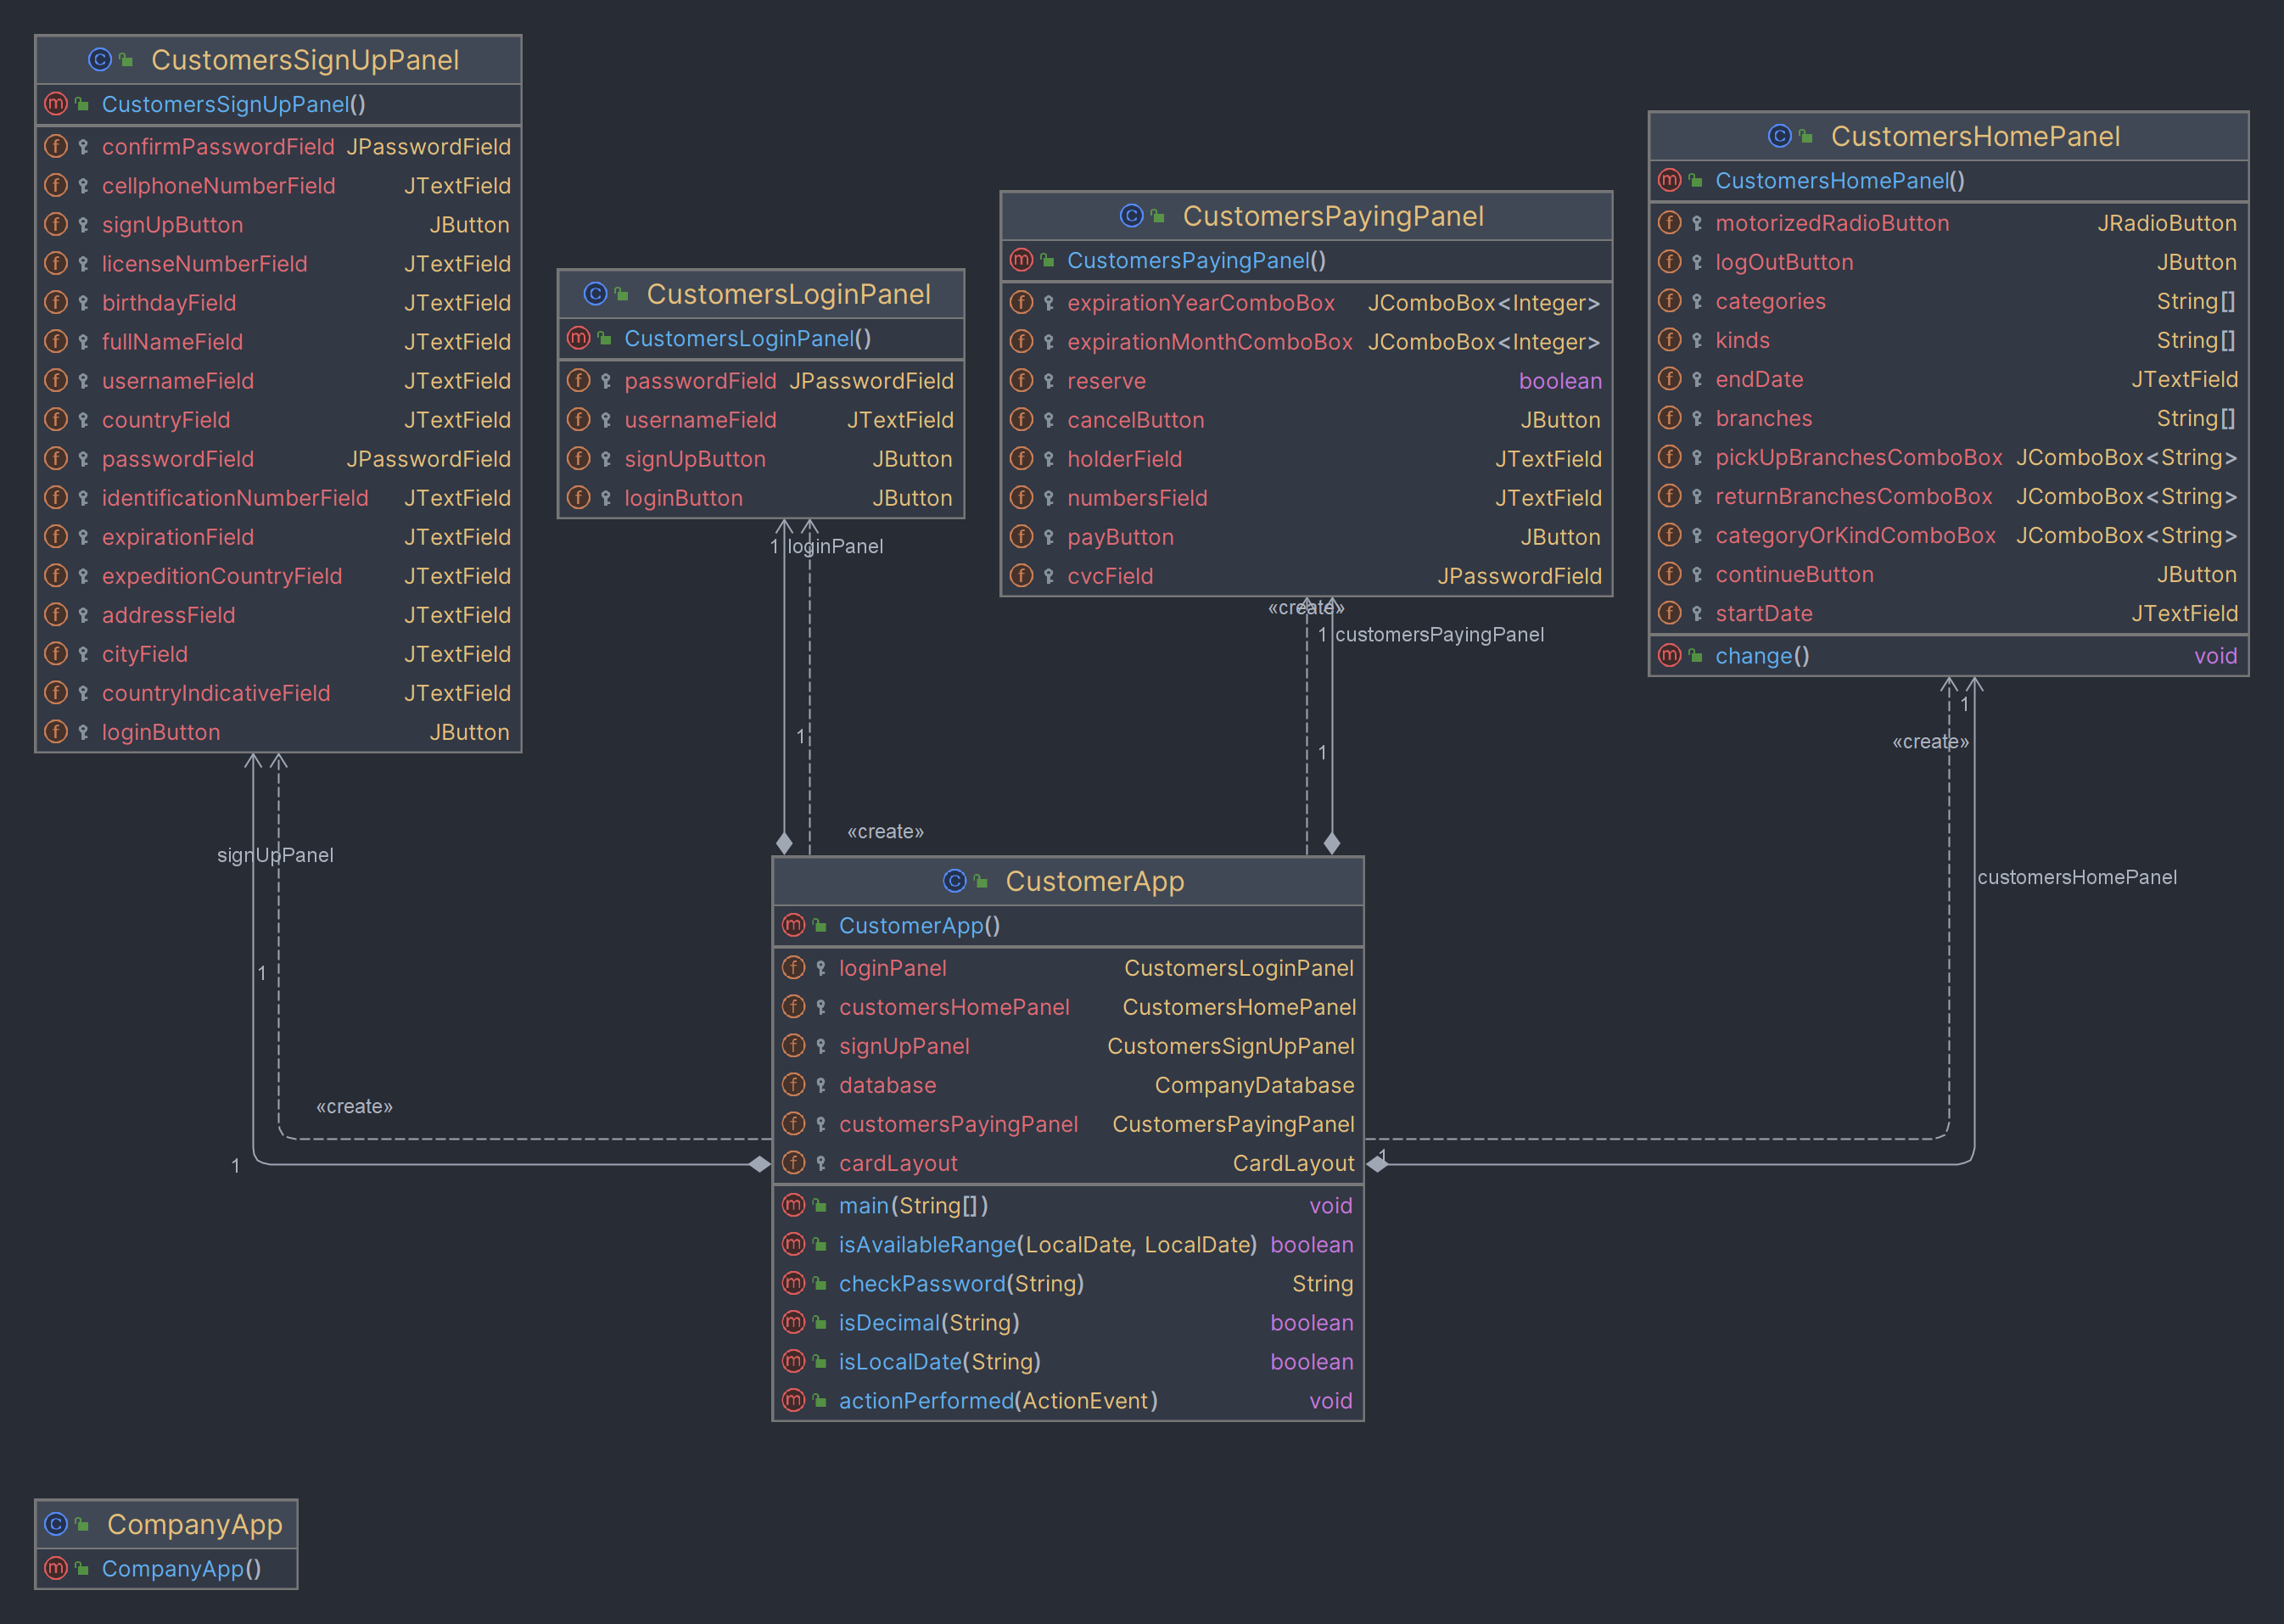 CustomersSignUpPanel
CustomersSignUpPanel()
confirmPasswordField JPasswordField
cellphoneNumberField JTextField
signUpButton JButton
licenseNumberField JTextField
birthdayField JTextField
fullNameField JTextField
usernameField JTextField
countryField JTextField
passwordField JPasswordField
identificationNumberField JTextField
expirationField JTextField
expeditionCountryField JTextField
addressField JTextField
cityField JTextField
countryIndicativeField JTextField
loginButton JButton
CustomersLoginPanel
CustomersLoginPanel()
passwordField JPasswordField
usernameField JTextField
signUpButton JButton
loginButton JButton
CustomersPayingPanel
CustomersPayingPanel()
expirationYearComboBox JComboBox<Integer>
expirationMonthComboBox JComboBox<Integer>
reserve boolean
cancelButton JButton
holderField JTextField
numbersField JTextField
payButton JButton
cvcField JPasswordField
CustomersHomePanel
CustomersHomePanel()
motorizedRadioButton JRadioButton
logOutButton JButton
categories String[]
kinds String[]
endDate JTextField
branches String[]
pickUpBranchesComboBox JComboBox<String>
returnBranchesComboBox JComboBox<String>
categoryOrKindComboBox JComboBox<String>
continueButton JButton
startDate JTextField
change() void
1 loginPanel
1
«create»
«create»
1 customersPayingPanel
1
1
«create»
customersHomePanel
1
signUpPanel
1
«create»
1
CustomerApp
CustomerApp()
loginPanel CustomersLoginPanel
customersHomePanel CustomersHomePanel
signUpPanel CustomersSignUpPanel
database CompanyDatabase
customersPayingPanel CustomersPayingPanel
cardLayout CardLayout
main(String[]) void
isAvailableRange(LocalDate, LocalDate) boolean
checkPassword(String) String
isDecimal(String) boolean
isLocalDate(String) boolean
actionPerformed(ActionEvent) void
CompanyApp
CompanyApp()